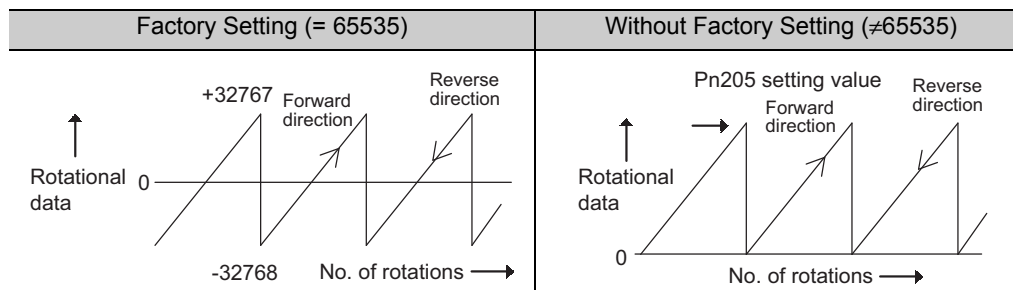 Factory Setting (= 65535)
Without Factory Setting (≠65535)
+32767
Forward
direction
Reverse
direction
Rotational
data
0
-32768
No. of rotations
Pn205 setting value
Forward
direction
Reverse
direction
Rotational
data
0
No. of rotations